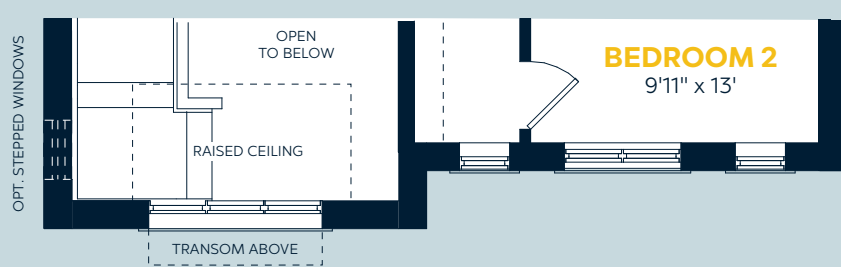 OPT. STEPPED WINDOWS
OPEN
TO BELOW
BEDROOM 2
9'11" x 13'
RAISED CEILING
TRANSOM ABOVE